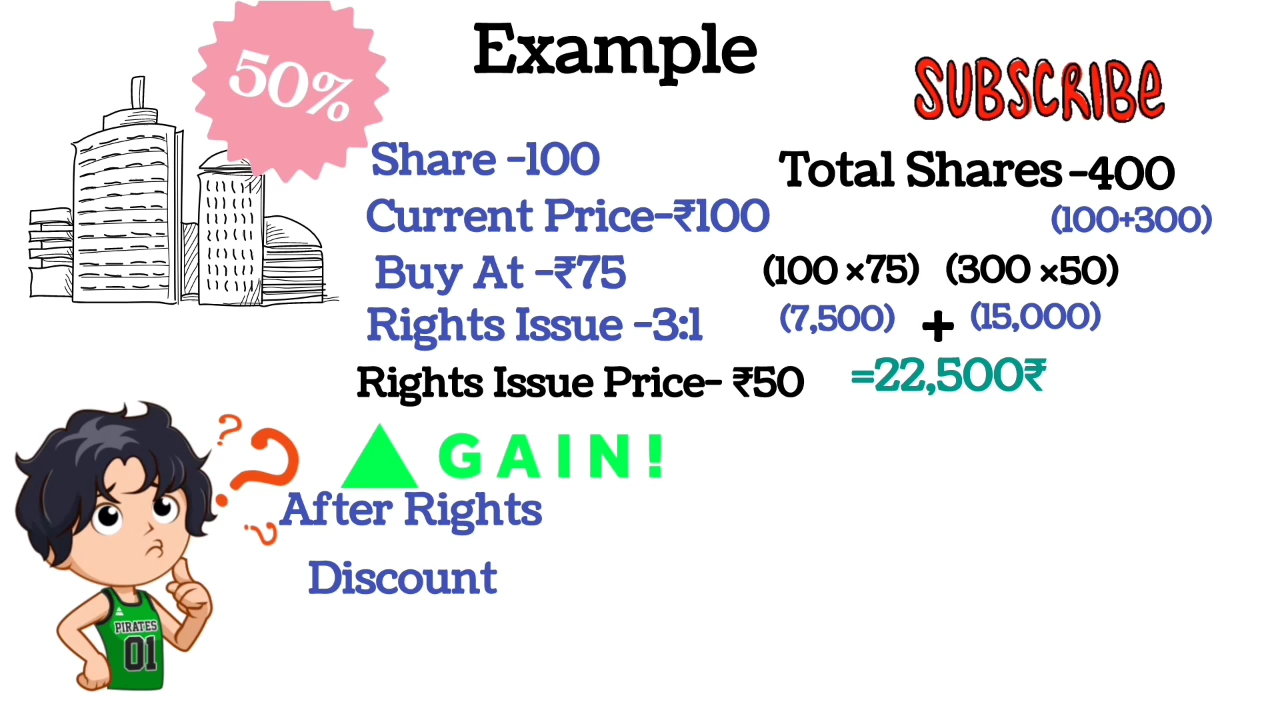 Example
50%
SUBSCRIBE
Share -100
Current Price-₹100
Buy At -₹75
Rights Issue -3:1
Rights Issue Price- ₹50
Total Shares -400
(100+300)
(100 ×75) (300 ×50)
(7,500) + (15,000)
=22,500₹
GAIN!
After Rights
Discount
? ? ?
PIRATES
01